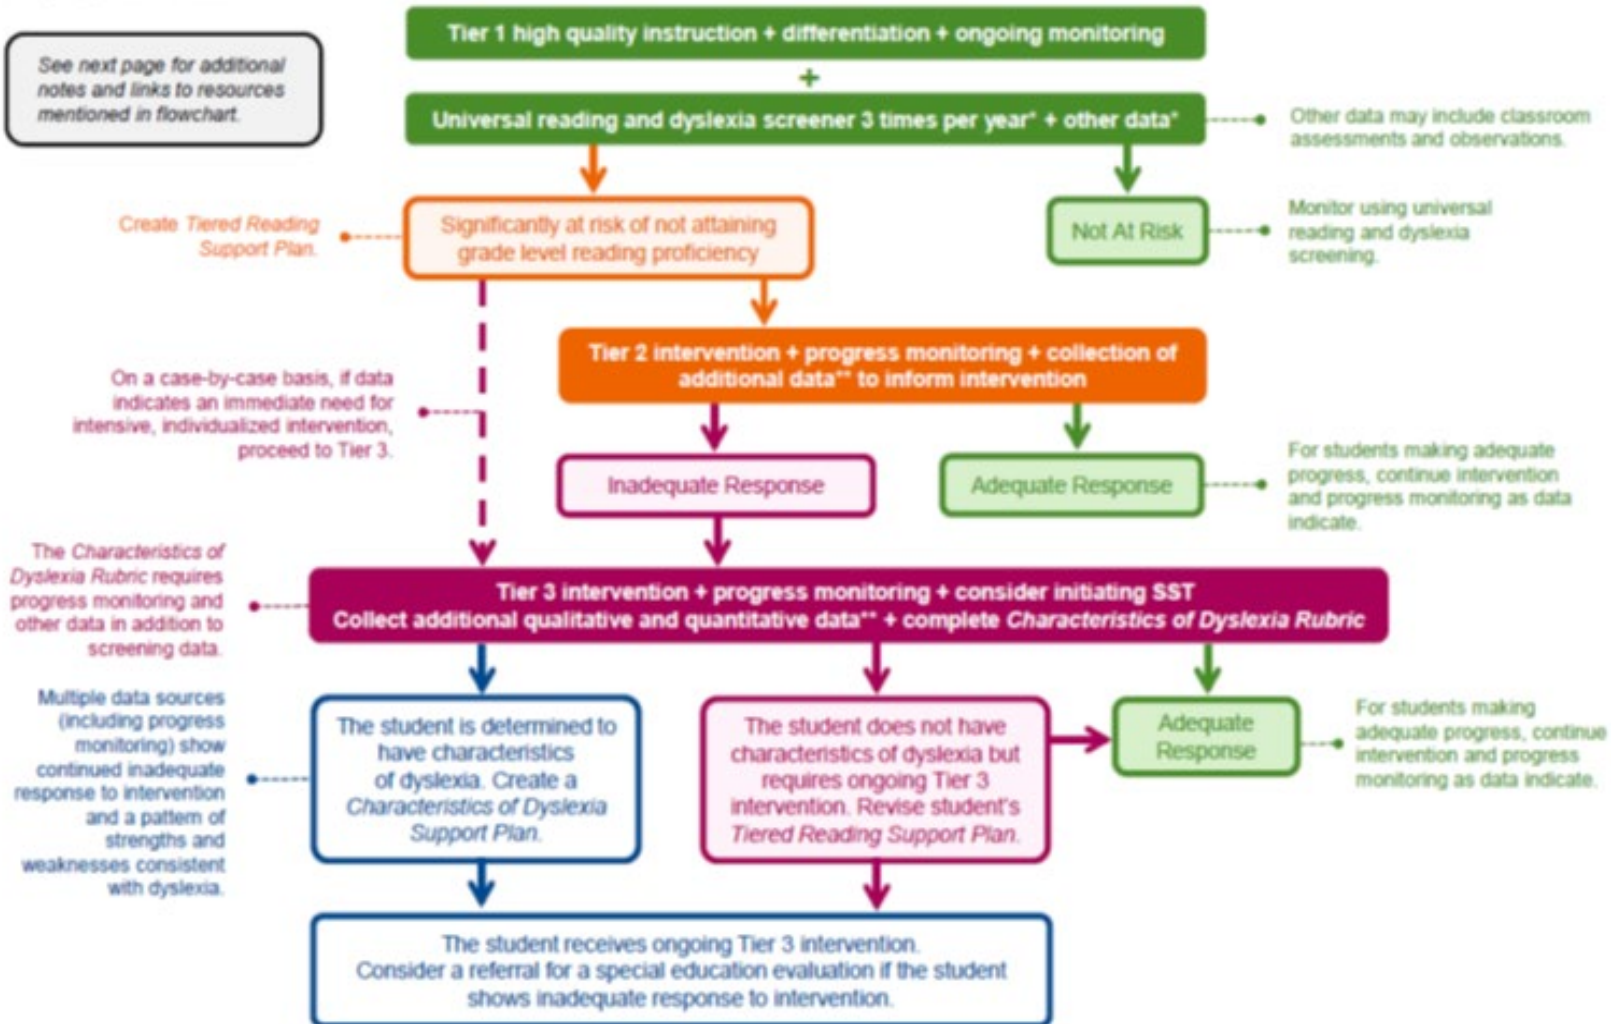 Tier 1 high quality instruction + differentiation + ongoing monitoring
See next page for additional
notes and links to resources
mentioned in flowchart.
+
Universal reading and dyslexia screener 3 times per year* + other data*
Other data may include classroom
assessments and observations.
Create Tiered Reading
Support Plan.
Significantly at risk of not attaining
grade level reading proficiency
Not At Risk
Monitor using universal
reading and dyslexia
screening.
Tier 2 intervention + progress monitoring + collection of
additional data** to inform intervention
On a case-by-case basis, if data
indicates an immediate need for
intensive, individualized intervention,
proceed to Tier 3.
Inadequate Response
Adequate Response
For students making adequate
progress, continue intervention
and progress monitoring as data
indicate.
The Characteristics of
Dyslexia Rubric requires
progress monitoring and
other data in addition to
screening data.
Tier 3 intervention + progress monitoring + consider initiating SST
Collect additional qualitative and quantitative data** + complete Characteristics of Dyslexia Rubric
Multiple data sources
(including progress
monitoring) show
continued inadequate
response to intervention
and a pattern of
strengths and
weaknesses consistent
with dyslexia.
The student is determined to
have characteristics
of dyslexia. Create a
Characteristics of Dyslexia
Support Plan.
The student does not have
characteristics of dyslexia but
requires ongoing Tier 3
intervention. Revise student's
Tiered Reading Support Plan.
Adequate
Response
For students making
adequate progress, continue
intervention and progress
monitoring as data indicate.
The student receives ongoing Tier 3 intervention.
Consider a referral for a special education evaluation if the student
shows inadequate response to intervention.